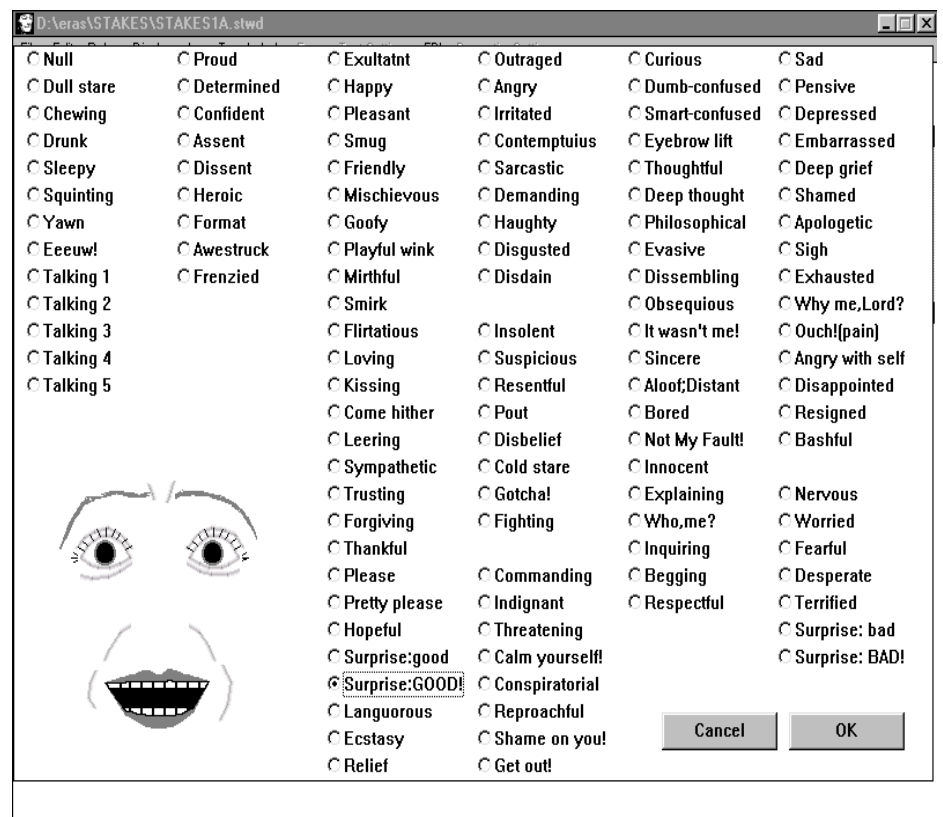 D:\eras\STAKES\STAKES1A.stwd
Null
Dull stare
Chewing
Drunk
Sleepy
Squinting
Yawn
Eeeuw!
Talking 1
Talking 2
Talking 3
Talking 4
Talking 5
Proud
Determined
Confident
Assent
Dissent
Heroic
Format
Awestruck
Frenzied
Exultatnt
Happy
Pleasant
Smug
Friendly
Mischievous
Goofy
Playful wink
Mirthful
Smirk
Flirtatious
Loving
Kissing
Come hither
Leering
Sympathetic
Trusting
Forgiving
Thankful
Please
Pretty please
Hopeful
Surprise:good
Surprise:GOOD!
Languorous
Ecstasy
Relief
Outraged
Angry
Irritated
Contemptuius
Sarcastic
Demanding
Haughty
Disgusted
Disdain
Insolent
Suspicious
Resentful
Pout
Disbelief
Cold stare
Gotcha!
Fighting
Commanding
Indignant
Threatening
Calm yourself!
Conspiratorial
Reproachful
Shame on you!
Get out!
Curious
Dumb-confused
Smart-confused
Eyebrow lift
Thoughtful
Deep thought
Philosophical
Evasive
Dissembling
Obsequious
It wasn't me!
Sincere
Aloof;Distant
Bored
Not My Fault!
Innocent
Explaining
Who,me?
Inquiring
Begging
Respectful
Sad
Pensive
Depressed
Embarrassed
Deep grief
Shamed
Apologetic
Sigh
Exhausted
Why me,Lord?
Ouch!(pain)
Angry with self
Disappointed
Resigned
Bashful
Nervous
Worried
Fearful
Desperate
Terrified
Surprise: bad
Surprise: BAD!
Cancel
OK